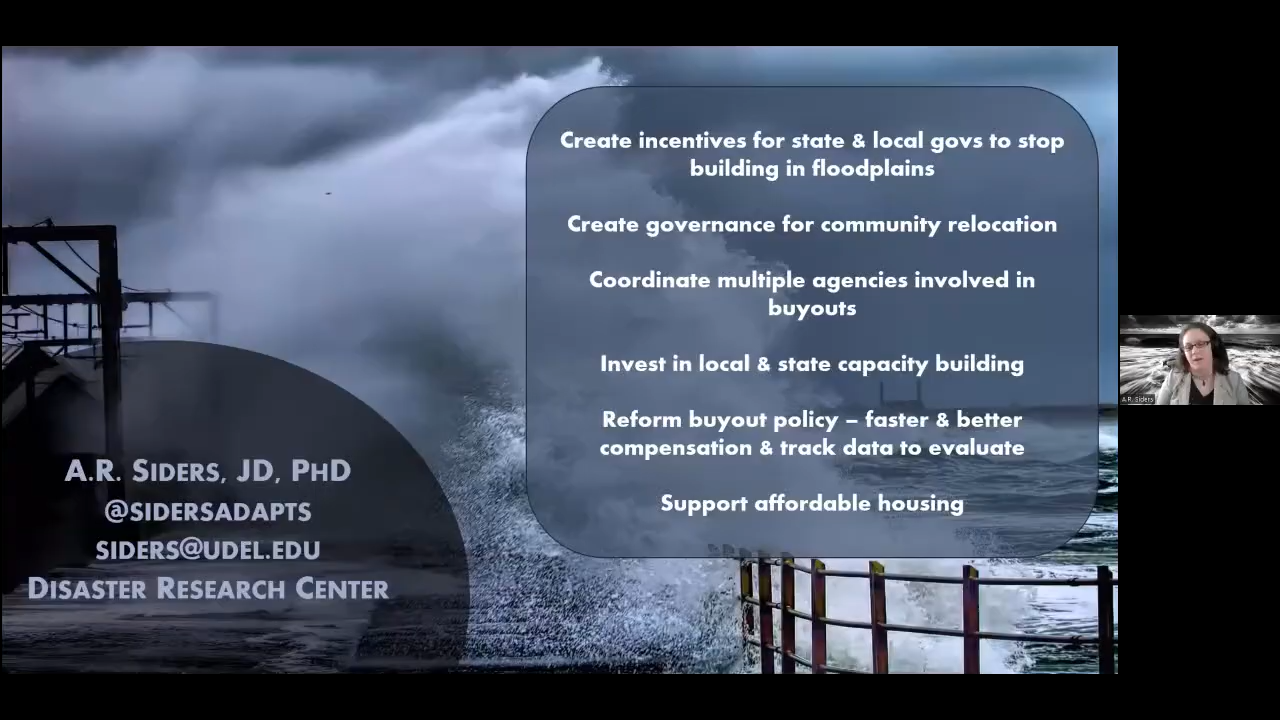 Create incentives for state & local govs to stop
building in floodplains
Create governance for community relocation
Coordinate multiple agencies involved in
buyouts
Invest in local & state capacity building
Reform buyout policy – faster & better
compensation & track data to evaluate
Support affordable housing
A.R. SIDERS, JD, PHD
@SIDERSADAPTS
SIDERS@UDEL.EDU
DISASTER RESEARCH CENTER
A.R. Siders